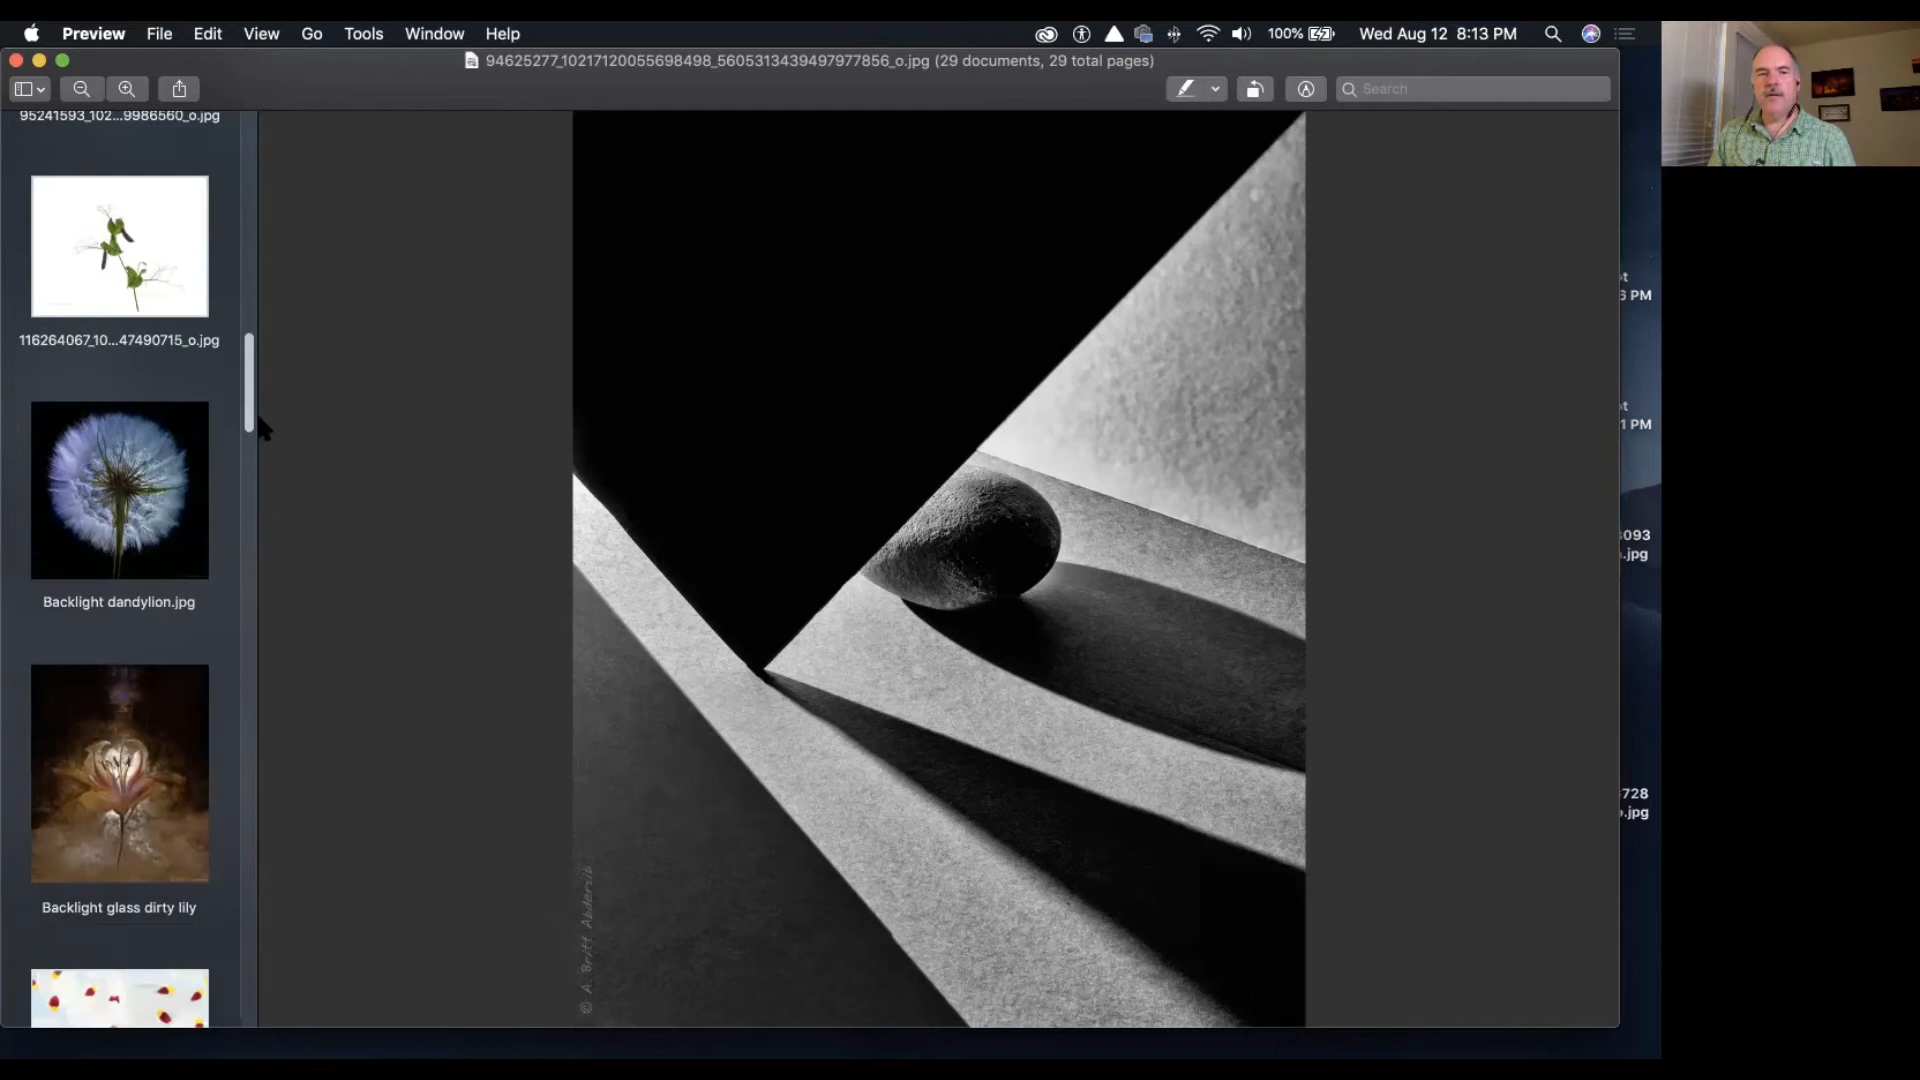 Preview File Edit View Go Tools Window Help
100% Wed Aug 12 8:13 PM
94625277_10217120055698498_5605313439497977856_o.jpg (29 documents, 29 total pages)
Search
95241593_102...9986560_o.jpg
116264067_10...47490715_o.jpg
Backlight dandylion.jpg
Backlight glass dirty lily
© A. Britt Abdersib
6 PM
1 PM
093
.jpg
728
.jpg